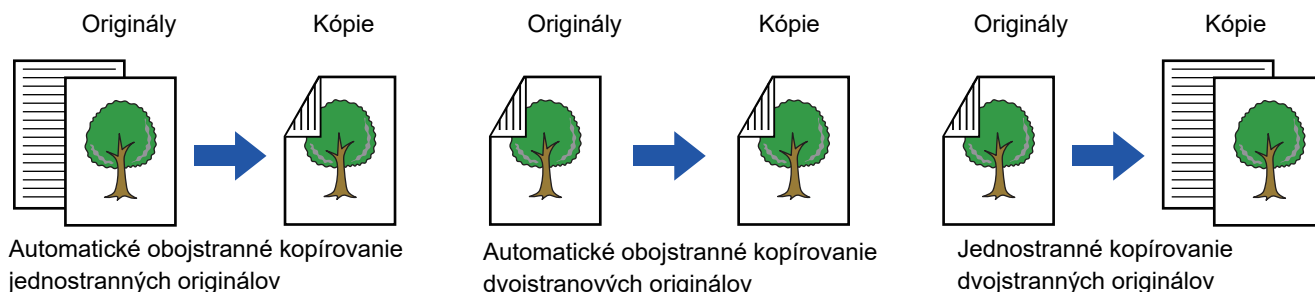 Originály Kópie Originály Kópie Originály Kópie
Automatické obojstranné kopírovanie
jednostranných originálov
Automatické obojstranné kopírovanie
dvojstranových originálov
Jednostranné kopírovanie
dvojstranných originálov